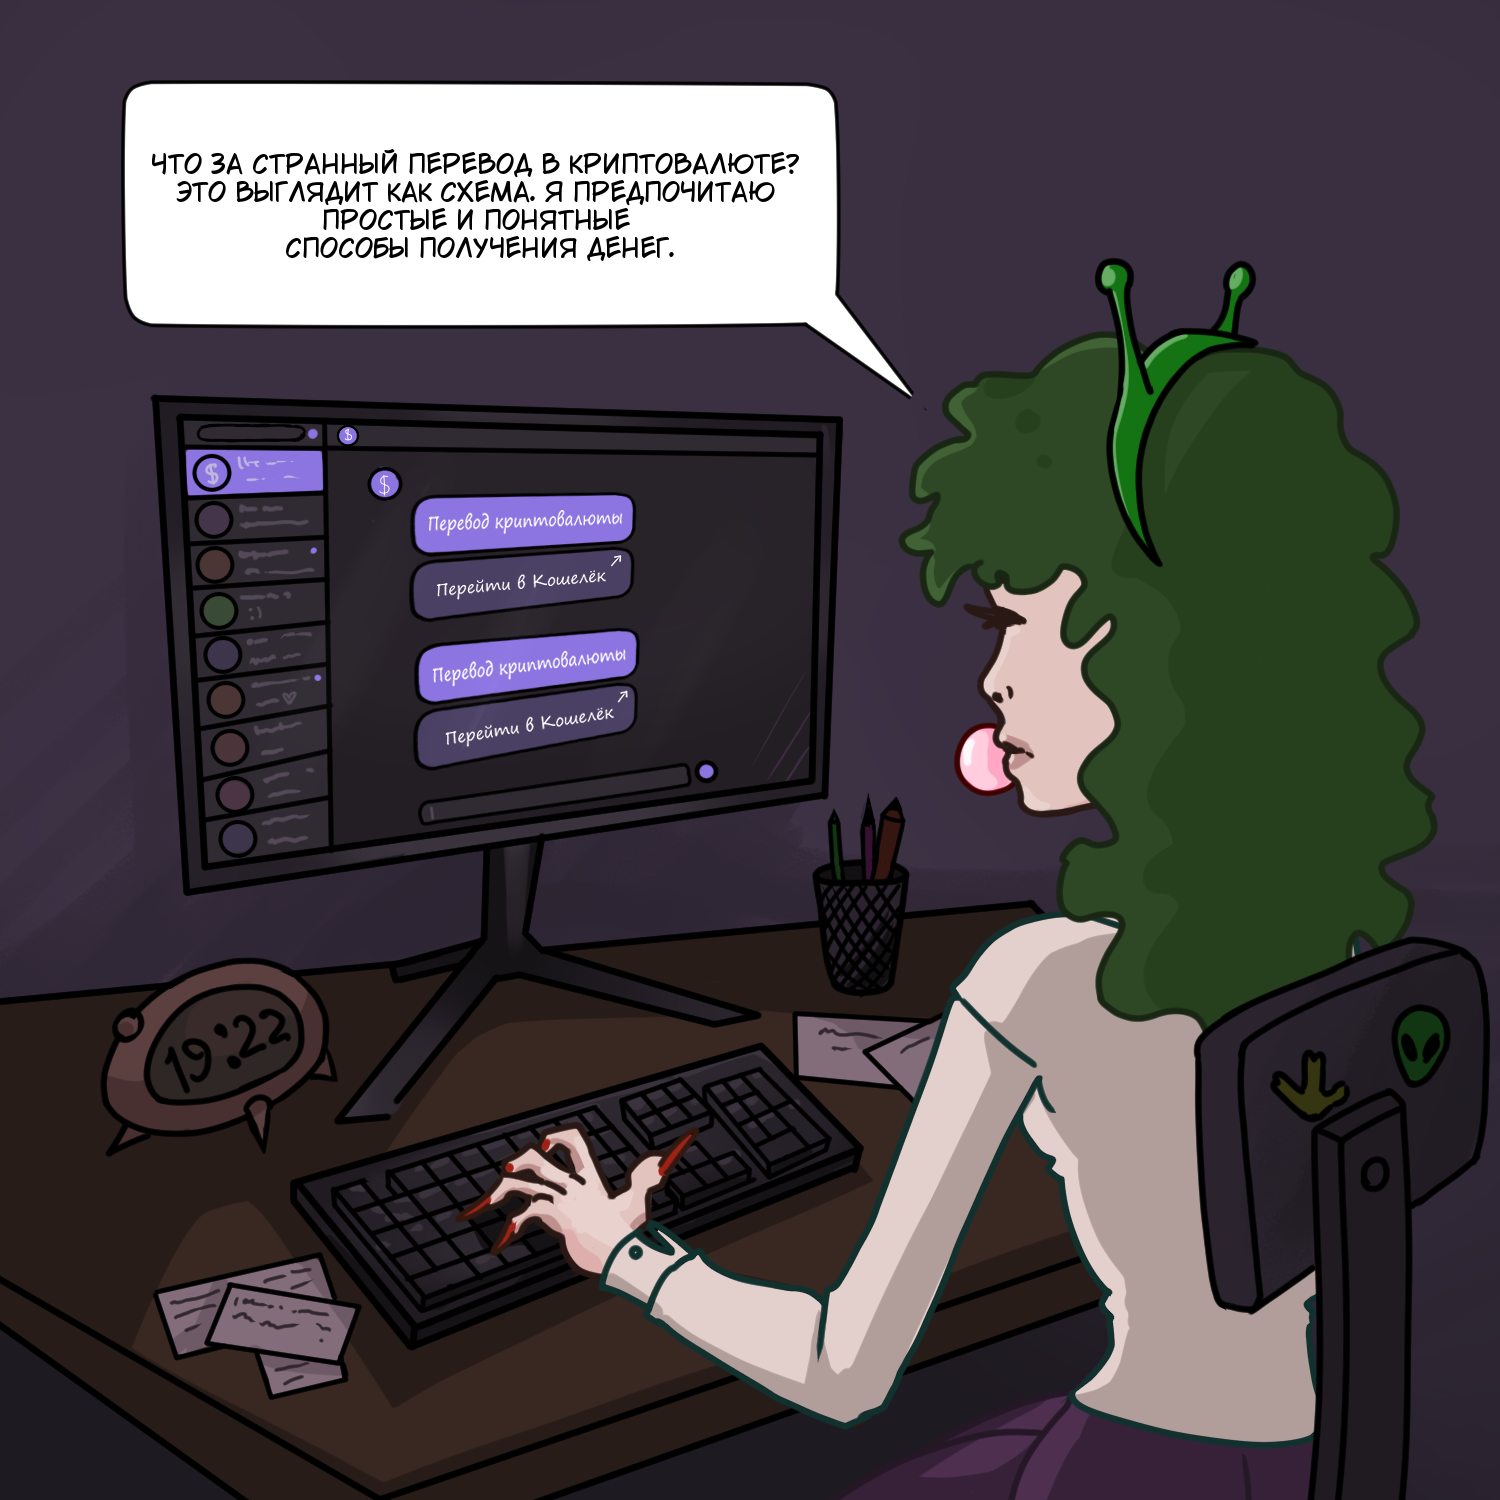 ЧТО ЗА СТРАННЫЙ ПЕРЕВОД В КРИПТОВАЛЮТЕ?
ЭТО ВЫГЛЯДИТ КАК СХЕМА. Я ПРЕДПОЧИТАЮ
ПРОСТЫЕ И ПОНЯТНЫЕ
СПОСОБЫ ПОЛУЧЕНИЯ ДЕНЕГ.
$
$
$
Перевод криптовалюты
Перейти в Кошелёк
:)
Перевод криптовалюты
Перейти в Кошелёк
19:22